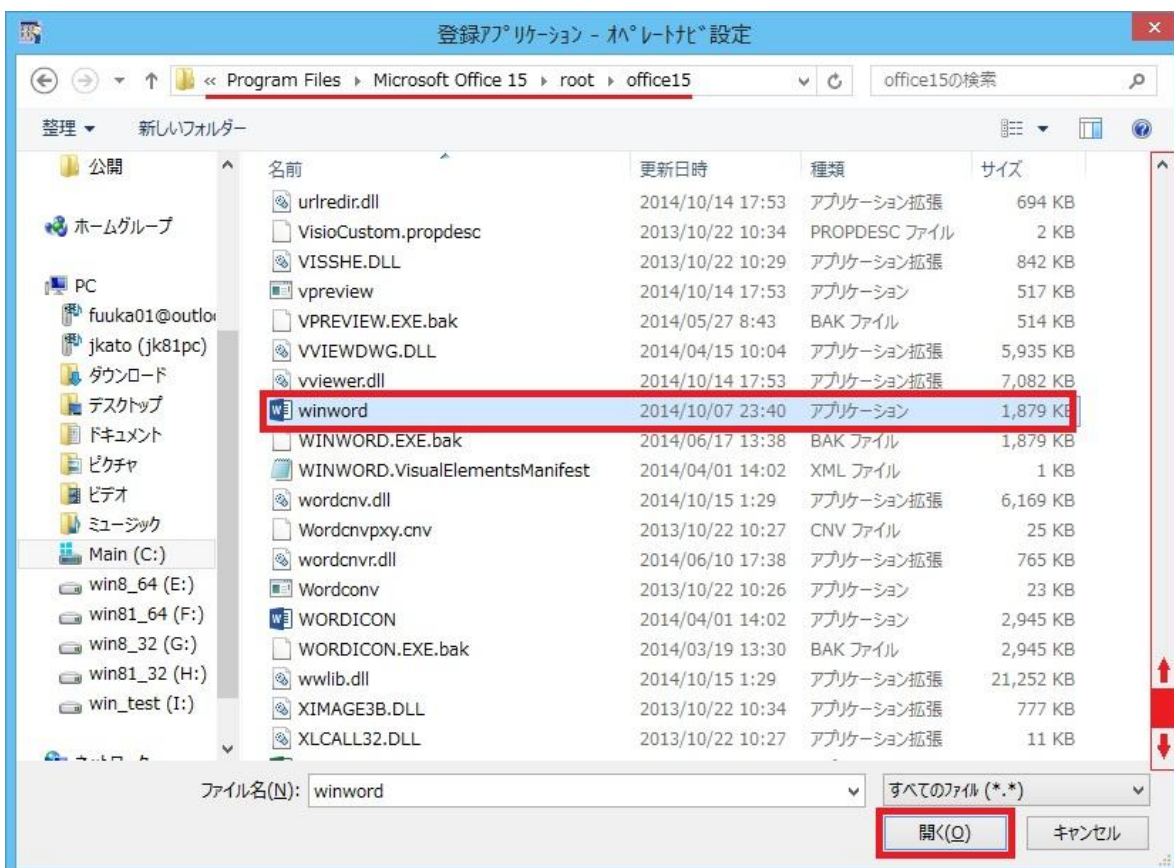 登録ｱﾌﾟﾘｹｰｼｮﾝ - ｵﾍﾟﾚｰﾄﾅﾋﾞ設定
« Program Files ▸ Microsoft Office 15 ▸ root ▸ office15
office15の検索
整理 ▼ 新しいフォルダー
公開
ホームグループ
PC
fuuka01@outlo
jkato (jk81pc)
ダウンロード
デスクトップ
ドキュメント
ピクチャ
ビデオ
ミュージック
Main (C:)
win8_64 (E:)
win81_64 (F:)
win8_32 (G:)
win81_32 (H:)
win_test (I:)
名前 更新日時 種類 サイズ
urlredir.dll 2014/10/14 17:53 アプリケーション拡張 694 KB
VisioCustom.propdesc 2013/10/22 10:34 PROPDESC ファイル 2 KB
VISSHE.DLL 2013/10/22 10:29 アプリケーション拡張 842 KB
vpreview 2014/10/14 17:53 アプリケーション 517 KB
VPREVIEW.EXE.bak 2014/05/27 8:43 BAK ファイル 514 KB
VVIEWDWG.DLL 2014/04/15 10:04 アプリケーション拡張 5,935 KB
vviewer.dll 2014/10/14 17:53 アプリケーション拡張 7,082 KB
winword 2014/10/07 23:40 アプリケーション 1,879 KB
WINWORD.EXE.bak 2014/06/17 13:38 BAK ファイル 1,879 KB
WINWORD.VisualElementsManifest 2014/04/01 14:02 XML ファイル 1 KB
wordcnv.dll 2014/10/15 1:29 アプリケーション拡張 6,169 KB
Wordcnvpxy.cnv 2013/10/22 10:27 CNV ファイル 25 KB
wordcnvr.dll 2014/06/10 17:38 アプリケーション拡張 765 KB
Wordconv 2013/10/22 10:26 アプリケーション 23 KB
WORDICON 2014/04/01 14:02 アプリケーション 2,945 KB
WORDICON.EXE.bak 2014/03/19 13:30 BAK ファイル 2,945 KB
wwlib.dll 2014/10/15 1:29 アプリケーション拡張 21,252 KB
XIMAGE3B.DLL 2013/10/22 10:34 アプリケーション拡張 777 KB
XLCALL32.DLL 2013/10/22 10:27 アプリケーション拡張 11 KB
ファイル名(N): winword
すべてのﾌｧｲﾙ (*.*)
開く(O) キャンセル